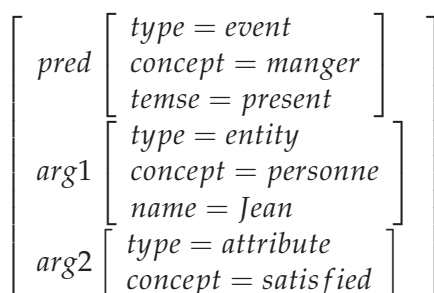 type = event
pred concept = manger
temse = present
type = entity
arg1 concept = personne
name = Jean
type = attribute
arg2
concept = satisfied